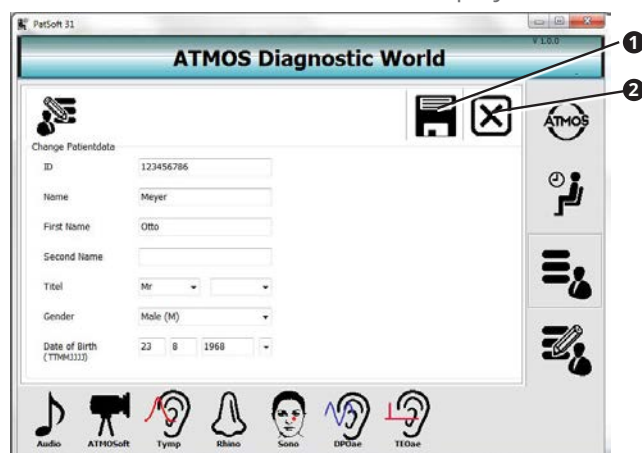 PatSoft 31
V 1.0.0
ATMOS Diagnostic World
1
2
ATMOS
Change Patientdata
ID 123456786
Name Meyer
First Name Otto
Second Name
Titel Mr
Gender Male (M)
Date of Birth 23 8 1968
(TTMMJJJJ)
Audio ATMOSoft Tymp Rhino Sono DPOae TEOae